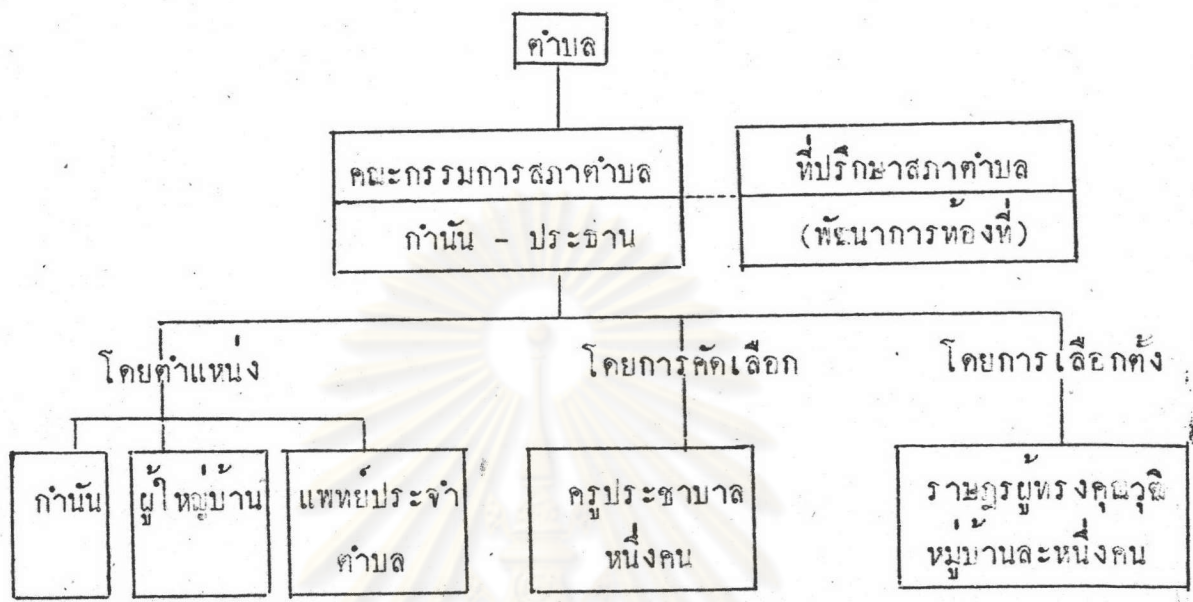 ตำบล
คณะกรรมการสภาตำบล
กำนัน - ประธาน
ที่ปรึกษาสภาตำบล
(พัฒนาการท้องที่)
โดยตำแหน่ง
โดยการคัดเลือก
โดยการเลือกตั้ง
กำนัน
ผู้ใหญ่บ้าน
แพทย์ประจำ
ตำบล
ครูประชาบาล
หนึ่งคน
ราษฎรผู้ทรงคุณวุฒิ
หมู่บ้านละหนึ่งคน